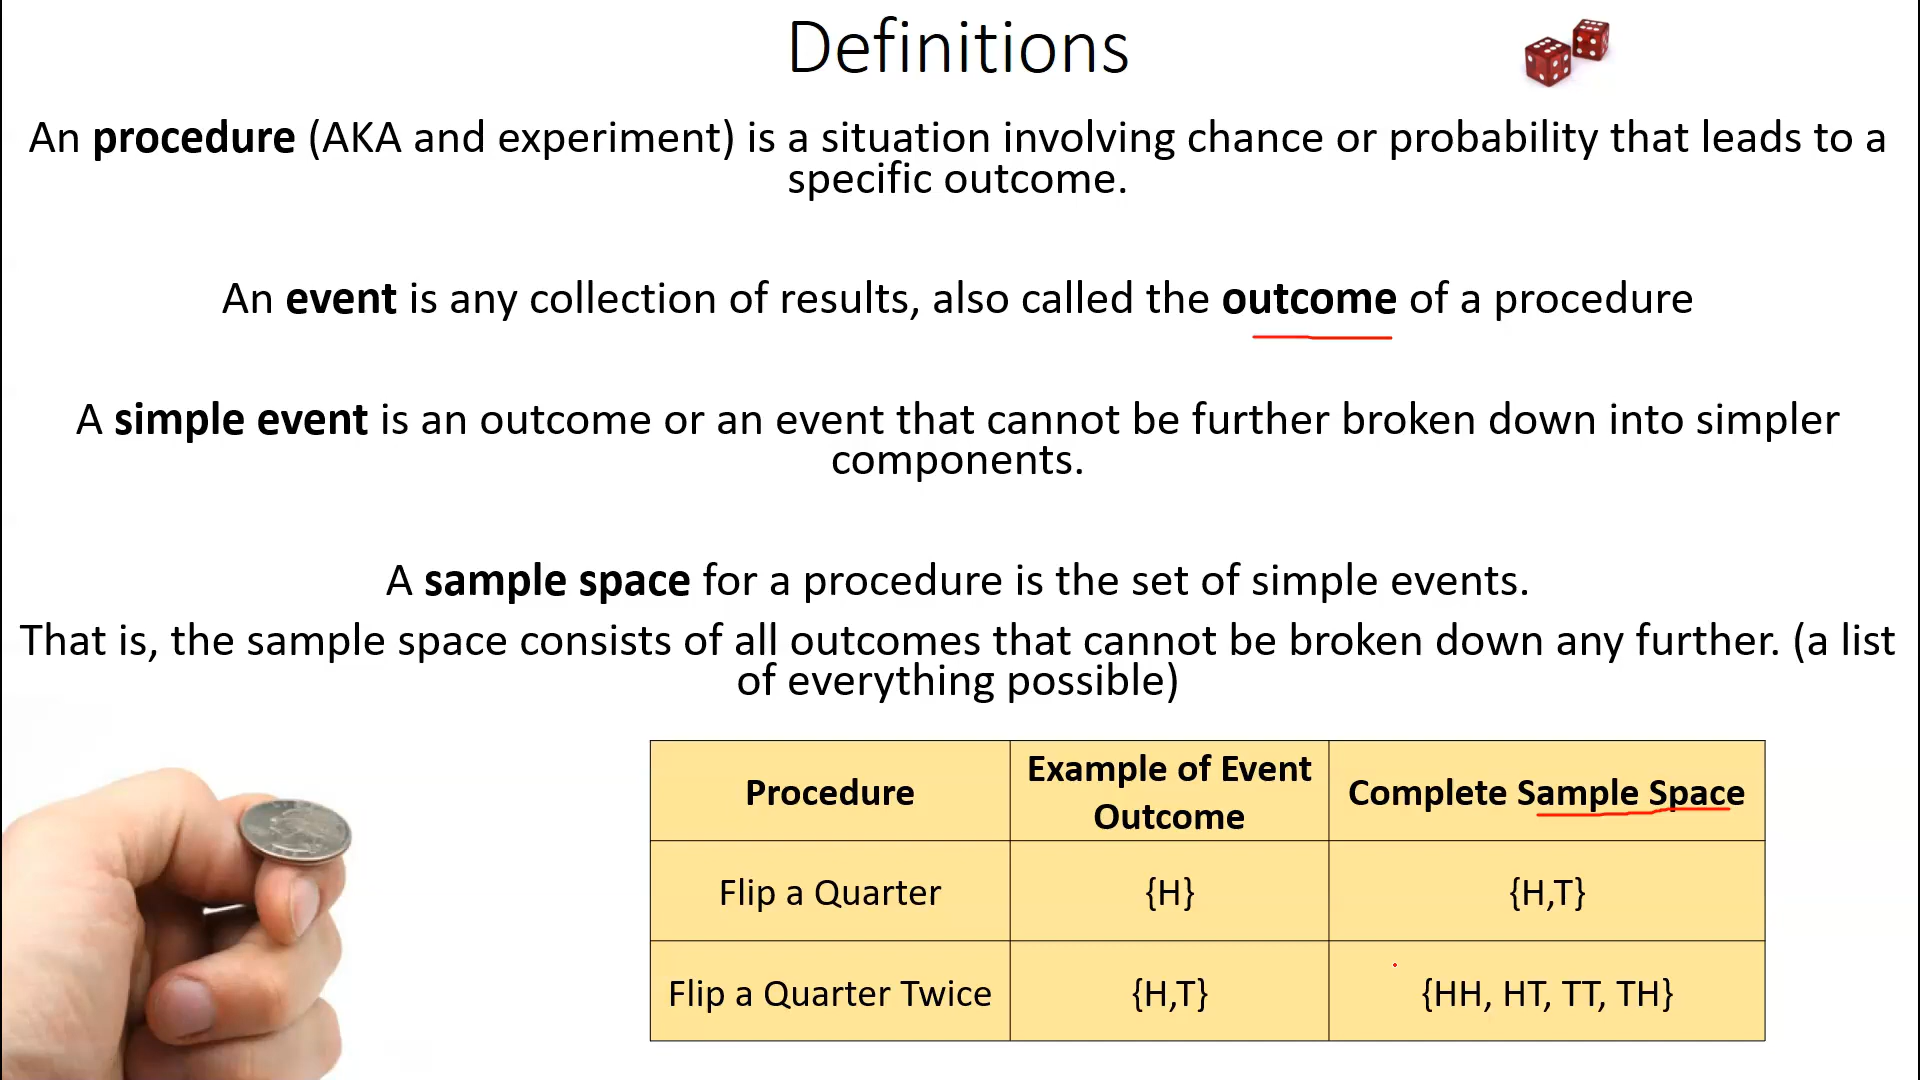 Definitions
An procedure (AKA and experiment) is a situation involving chance or probability that leads to a
specific outcome.
An event is any collection of results, also called the outcome of a procedure
A simple event is an outcome or an event that cannot be further broken down into simpler
components.
A sample space for a procedure is the set of simple events.
That is, the sample space consists of all outcomes that cannot be broken down any further. (a list
of everything possible)
Procedure
Example of Event
Outcome
Complete Sample Space
Flip a Quarter
{H}
{H,T}
Flip a Quarter Twice
{H,T}
{HH, HT, TT, TH}